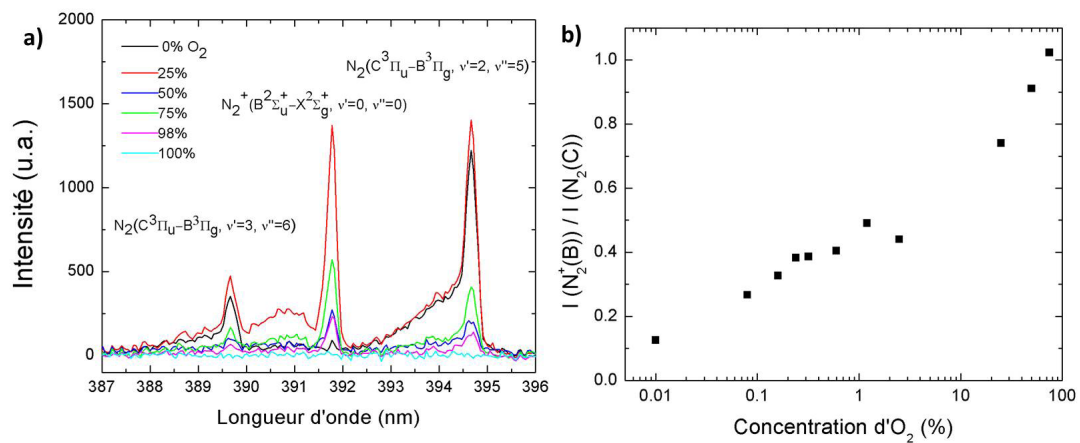 a)
2000
1500
1000
500
0
Intensité (u.a.)
0% O₂
25%
50%
75%
98%
100%
N₂(C³Πᵤ–B³Π_g, ν'=2, ν''=5)
N₂⁺(B²Σᵤ⁺–X²Σ_g⁺, ν'=0, ν''=0)
N₂(C³Πᵤ–B³Π_g, ν'=3, ν''=6)
387 388 389 390 391 392 393 394 395 396
Longueur d'onde (nm)
b)
1.0
0.8
0.6
0.4
0.2
0.0
I (N₂⁺(B)) / I (N₂(C))
0.01 0.1 1 10 100
Concentration d'O₂ (%)